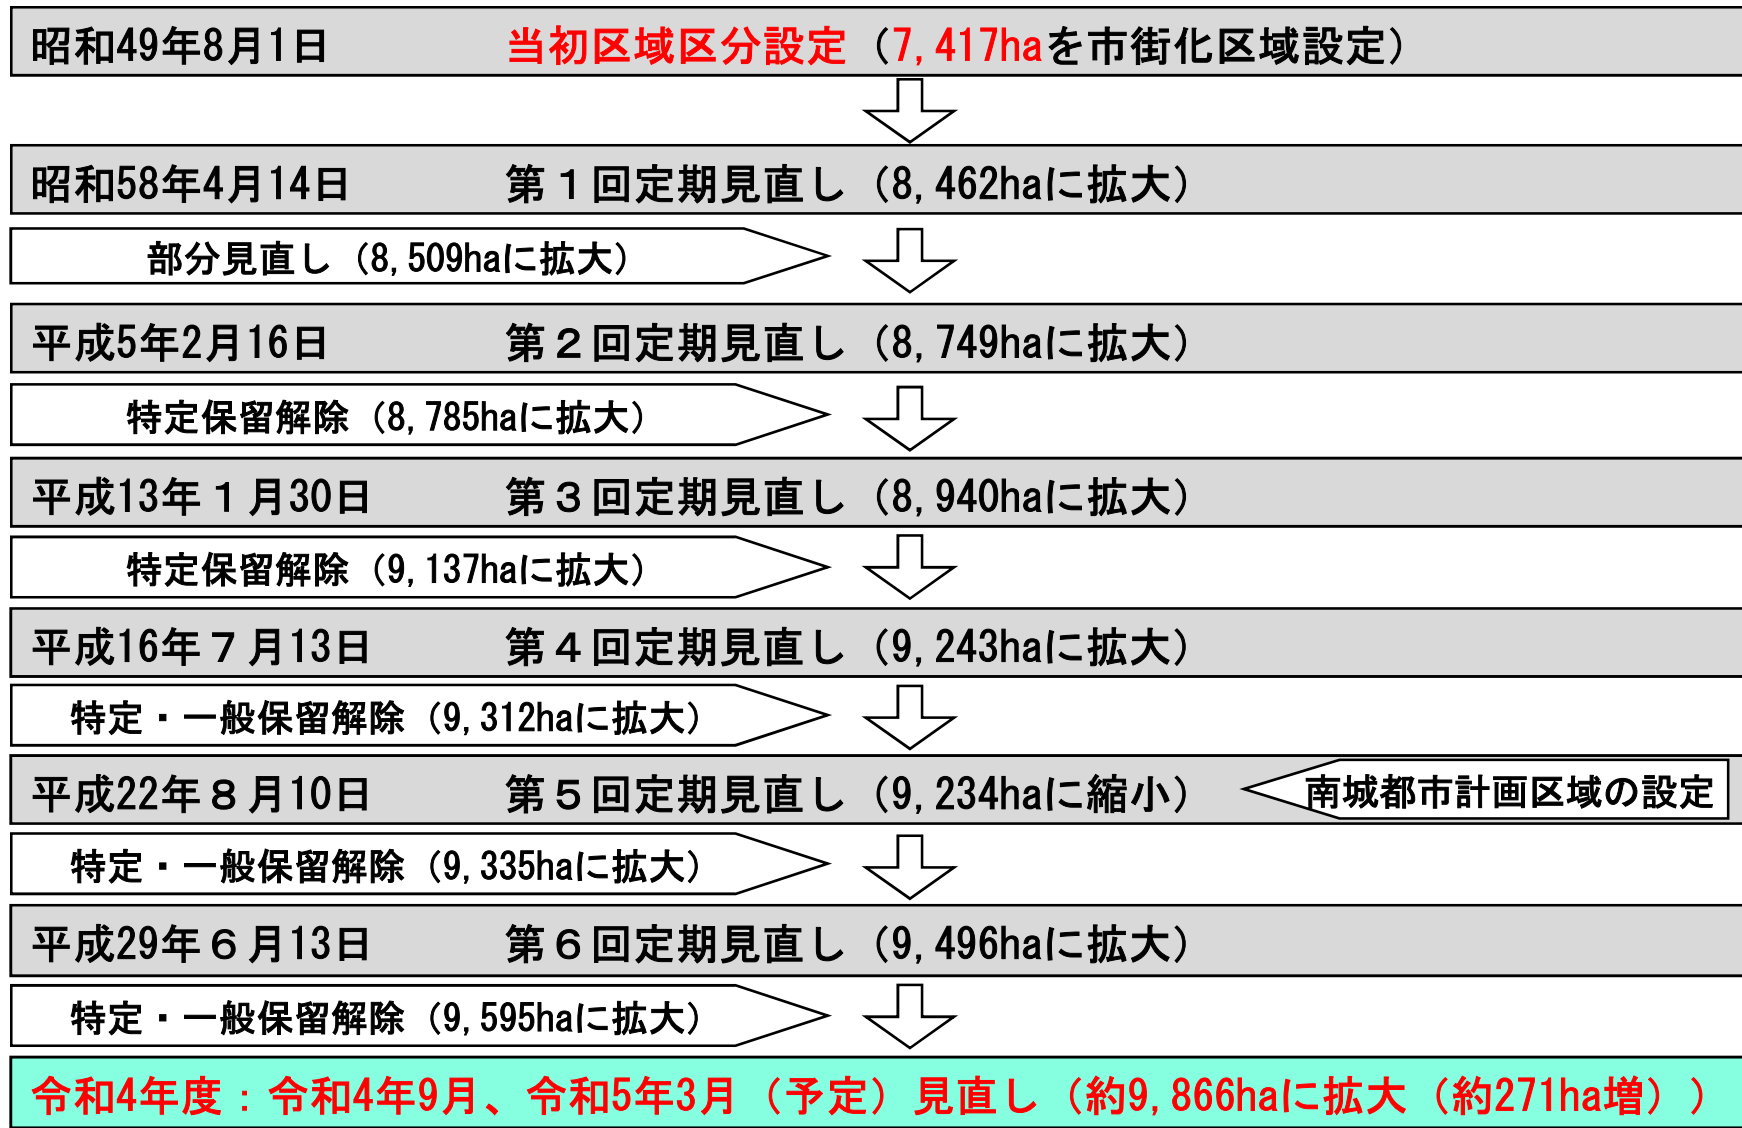 昭和49年8月1日 当初区域区分設定（7,417haを市街化区域設定）
昭和58年4月14日 第１回定期見直し（8,462haに拡大）
部分見直し（8,509haに拡大）
平成5年2月16日 第２回定期見直し（8,749haに拡大）
特定保留解除（8,785haに拡大）
平成13年１月30日 第３回定期見直し（8,940haに拡大）
特定保留解除（9,137haに拡大）
平成16年７月13日 第４回定期見直し（9,243haに拡大）
特定・一般保留解除（9,312haに拡大）
平成22年８月10日 第５回定期見直し（9,234haに縮小） 南城都市計画区域の設定
特定・一般保留解除（9,335haに拡大）
平成29年６月13日 第６回定期見直し（9,496haに拡大）
特定・一般保留解除（9,595haに拡大）
令和4年度：令和4年9月、令和5年3月（予定）見直し（約9,866haに拡大（約271ha増））